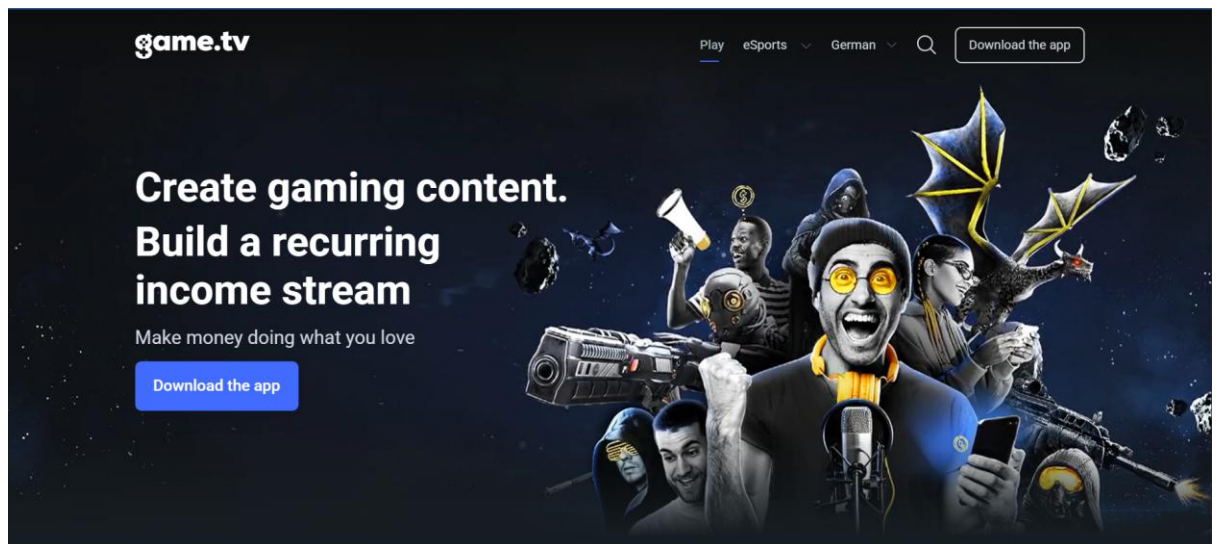 game.tv
Play eSports German Download the app
Create gaming content.
Build a recurring
income stream
Make money doing what you love
Download the app